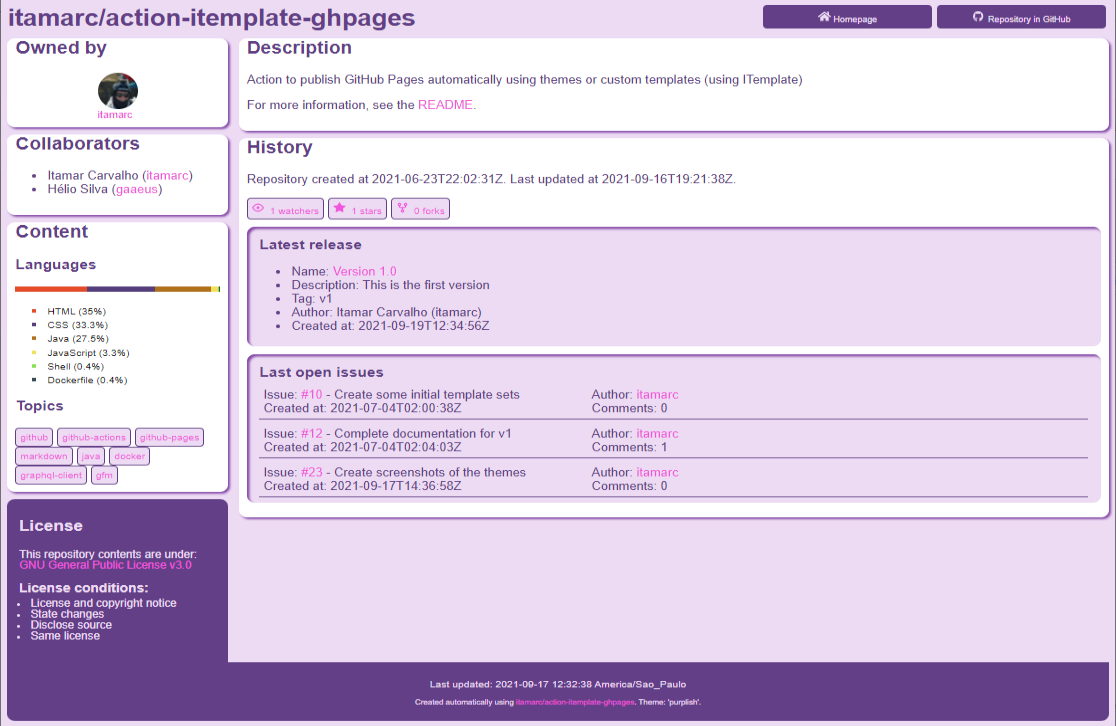 itamarc/action-itemplate-ghpages
Homepage
Repository in GitHub
Owned by
itamarc
Collaborators
Itamar Carvalho (itamarc)
Hélio Silva (gaaeus)
Content
Languages
HTML (35%)
CSS (33.3%)
Java (27.5%)
JavaScript (3.3%)
Shell (0.4%)
Dockerfile (0.4%)
Topics
github github-actions github-pages
markdown java docker
graphql-client gfm
License
This repository contents are under:
GNU General Public License v3.0
License conditions:
License and copyright notice
State changes
Disclose source
Same license
Description
Action to publish GitHub Pages automatically using themes or custom templates (using ITemplate)
For more information, see the README.
History
Repository created at 2021-06-23T22:02:31Z. Last updated at 2021-09-16T19:21:38Z.
1 watchers 1 stars 0 forks
Latest release
Name: Version 1.0
Description: This is the first version
Tag: v1
Author: Itamar Carvalho (itamarc)
Created at: 2021-09-19T12:34:56Z
Last open issues
Issue: #10 - Create some initial template sets Author: itamarc
Created at: 2021-07-04T02:00:38Z Comments: 0
Issue: #12 - Complete documentation for v1 Author: itamarc
Created at: 2021-07-04T02:04:03Z Comments: 1
Issue: #23 - Create screenshots of the themes Author: itamarc
Created at: 2021-09-17T14:36:58Z Comments: 0
Last updated: 2021-09-17 12:32:38 America/Sao_Paulo
Created automatically using itamarc/action-itemplate-ghpages. Theme: 'purplish'.